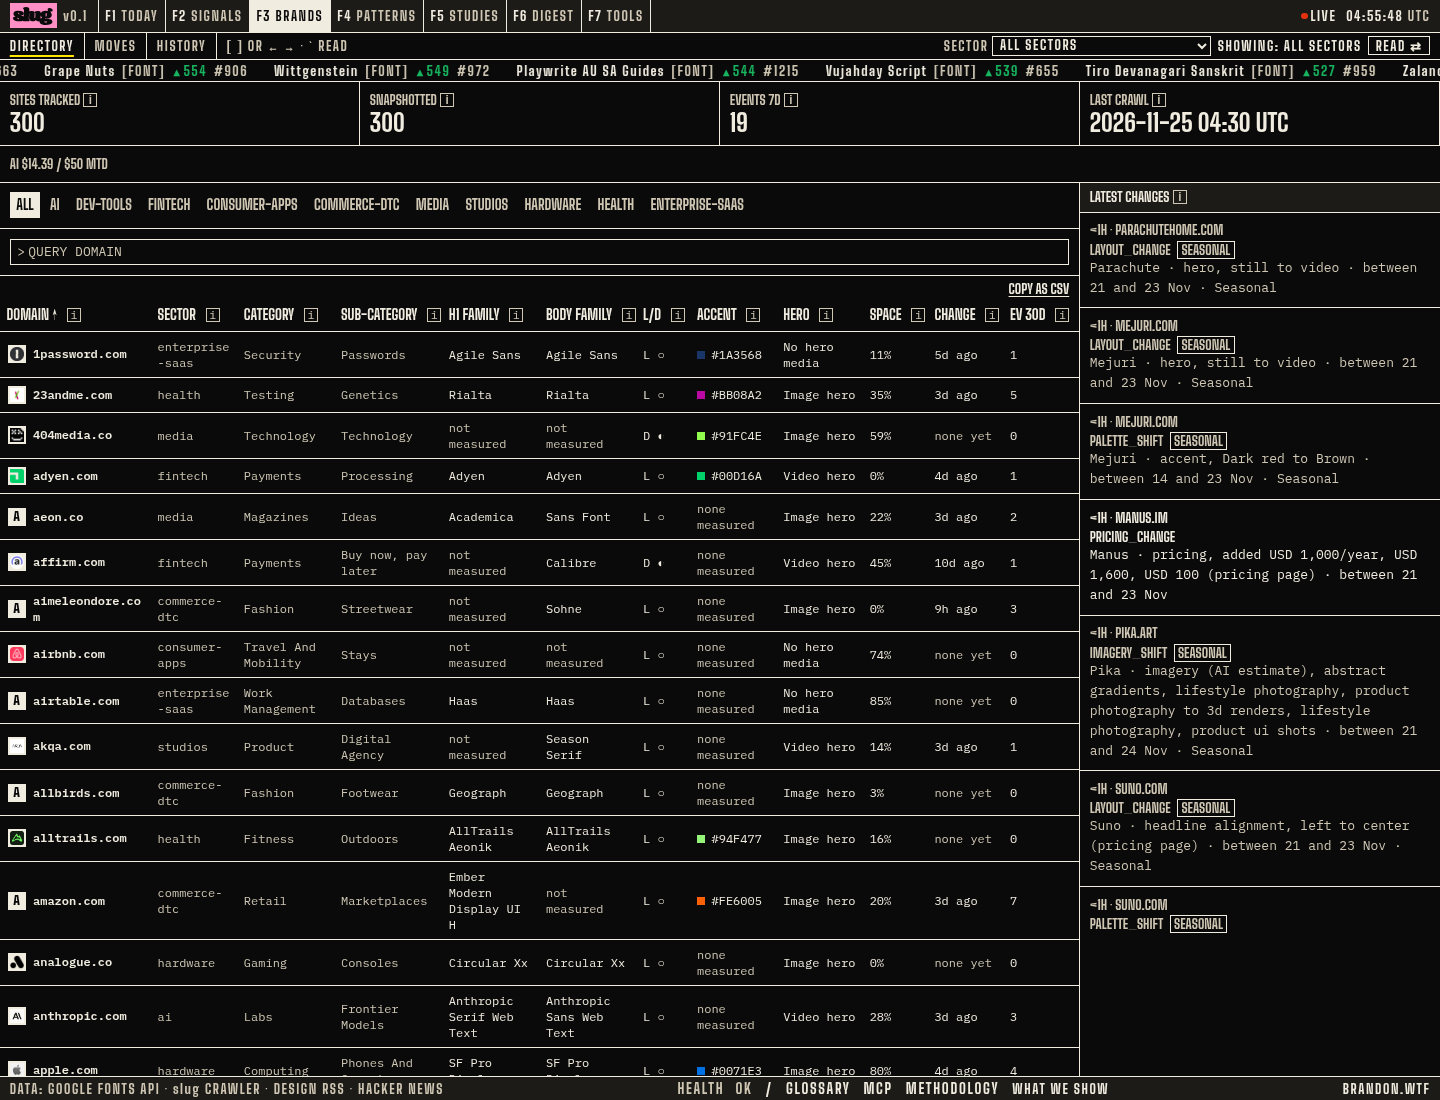 slug v0.1 F1 TODAY F2 SIGNALS F3 BRANDS F4 PATTERNS F5 STUDIES F6 DIGEST F7 TOOLS LIVE 04:55:48 UTC
DIRECTORY MOVES HISTORY [ ] OR ← → · ` READ SECTOR ALL SECTORS SHOWING: ALL SECTORS READ ⇄
663 Grape Nuts [FONT] ▲554 #906 Wittgenstein [FONT] ▲549 #972 Playwrite AU SA Guides [FONT] ▲544 #1215 Vujahday Script [FONT] ▲539 #655 Tiro Devanagari Sanskrit [FONT] ▲527 #959 Zalan
SITES TRACKED i
300
SNAPSHOTTED i
300
EVENTS 7D i
19
LAST CRAWL i
2026-11-25 04:30 UTC
AI $14.39 / $50 MTD
ALL AI DEV-TOOLS FINTECH CONSUMER-APPS COMMERCE-DTC MEDIA STUDIOS HARDWARE HEALTH ENTERPRISE-SAAS
> QUERY DOMAIN
COPY AS CSV
DOMAIN ↑ i SECTOR i CATEGORY i SUB-CATEGORY i H1 FAMILY i BODY FAMILY i L/D i ACCENT i HERO i SPACE i CHANGE i EV 30D i
1password.com enterprise-saas Security Passwords Agile Sans Agile Sans L ○ #1A3568 No hero media 11% 5d ago 1
23andme.com health Testing Genetics Rialta Rialta L ○ #BB08A2 Image hero 35% 3d ago 5
404media.co media Technology Technology not measured not measured D ◖ #91FC4E Image hero 59% none yet 0
adyen.com fintech Payments Processing Adyen Adyen L ○ #00D16A Video hero 0% 4d ago 1
A aeon.co media Magazines Ideas Academica Sans Font L ○ none measured Image hero 22% 3d ago 2
affirm.com fintech Payments Buy now, pay later not measured Calibre D ◖ none measured Video hero 45% 10d ago 1
A aimeleondore.com commerce-dtc Fashion Streetwear not measured Sohne L ○ none measured Image hero 0% 9h ago 3
airbnb.com consumer-apps Travel And Mobility Stays not measured not measured L ○ none measured No hero media 74% none yet 0
A airtable.com enterprise-saas Work Management Databases Haas Haas L ○ none measured No hero media 85% none yet 0
akqa.com studios Product Digital Agency not measured Season Serif L ○ none measured Video hero 14% 3d ago 1
A allbirds.com commerce-dtc Fashion Footwear Geograph Geograph L ○ none measured Image hero 3% none yet 0
alltrails.com health Fitness Outdoors AllTrails Aeonik AllTrails Aeonik L ○ #94F477 Image hero 16% none yet 0
A amazon.com commerce-dtc Retail Marketplaces Ember Modern Display UI H not measured L ○ #FE6005 Image hero 20% 3d ago 7
analogue.co hardware Gaming Consoles Circular Xx Circular Xx L ○ none measured Image hero 0% none yet 0
anthropic.com ai Labs Frontier Models Anthropic Serif Web Text Anthropic Sans Web Text L ○ none measured Video hero 28% 3d ago 3
apple.com hardware Computing Phones And SF Pro SF Pro L ○ #0071E3 Image hero 80% 4d ago 4
LATEST CHANGES i
<1H · PARACHUTEHOME.COM
LAYOUT_CHANGE SEASONAL
Parachute · hero, still to video · between
21 and 23 Nov · Seasonal
<1H · MEJURI.COM
LAYOUT_CHANGE SEASONAL
Mejuri · hero, still to video · between 21
and 23 Nov · Seasonal
<1H · MEJURI.COM
PALETTE_SHIFT SEASONAL
Mejuri · accent, Dark red to Brown ·
between 14 and 23 Nov · Seasonal
<1H · MANUS.IM
PRICING_CHANGE
Manus · pricing, added USD 1,000/year, USD
1,600, USD 100 (pricing page) · between 21
and 23 Nov
<1H · PIKA.ART
IMAGERY_SHIFT SEASONAL
Pika · imagery (AI estimate), abstract
gradients, lifestyle photography, product
photography to 3d renders, lifestyle
photography, product ui shots · between 21
and 24 Nov · Seasonal
<1H · SUNO.COM
LAYOUT_CHANGE SEASONAL
Suno · headline alignment, left to center
(pricing page) · between 21 and 23 Nov ·
Seasonal
<1H · SUNO.COM
PALETTE_SHIFT SEASONAL
DATA: GOOGLE FONTS API · slug CRAWLER · DESIGN RSS · HACKER NEWS HEALTH OK / GLOSSARY MCP METHODOLOGY WHAT WE SHOW BRANDON.WTF